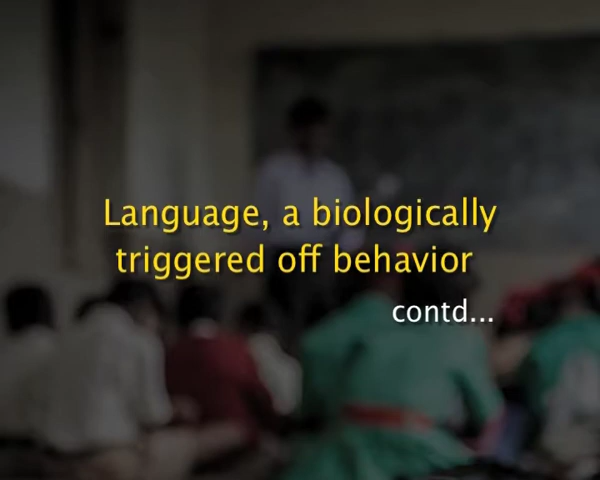 Language, a biologically
triggered off behavior
contd...